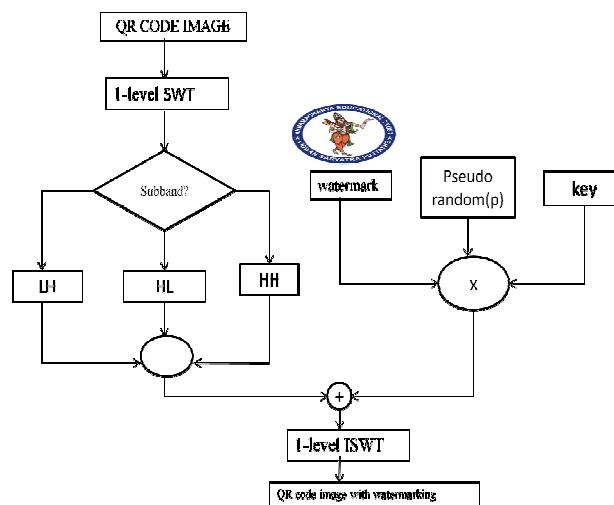 QR CODE IMAGE
1-level SWT
Subband?
LH
HL
HH
watermark
Pseudo
random(p)
key
X
+
1-level ISWT
QR code image with watermarking